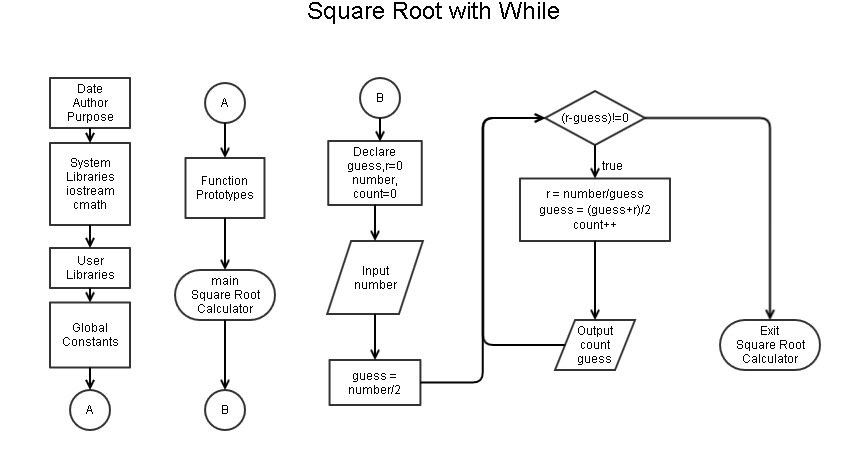 Square Root with While
Date
Author
Purpose
System
Libraries
iostream
cmath
User
Libraries
Global
Constants
A
A
Function
Prototypes
main
Square Root
Calculator
B
B
Declare
guess,r=0
number,
count=0
Input
number
guess =
number/2
(r-guess)!=0
true
r = number/guess
guess = (guess+r)/2
count++
Output
count
guess
Exit
Square Root
Calculator